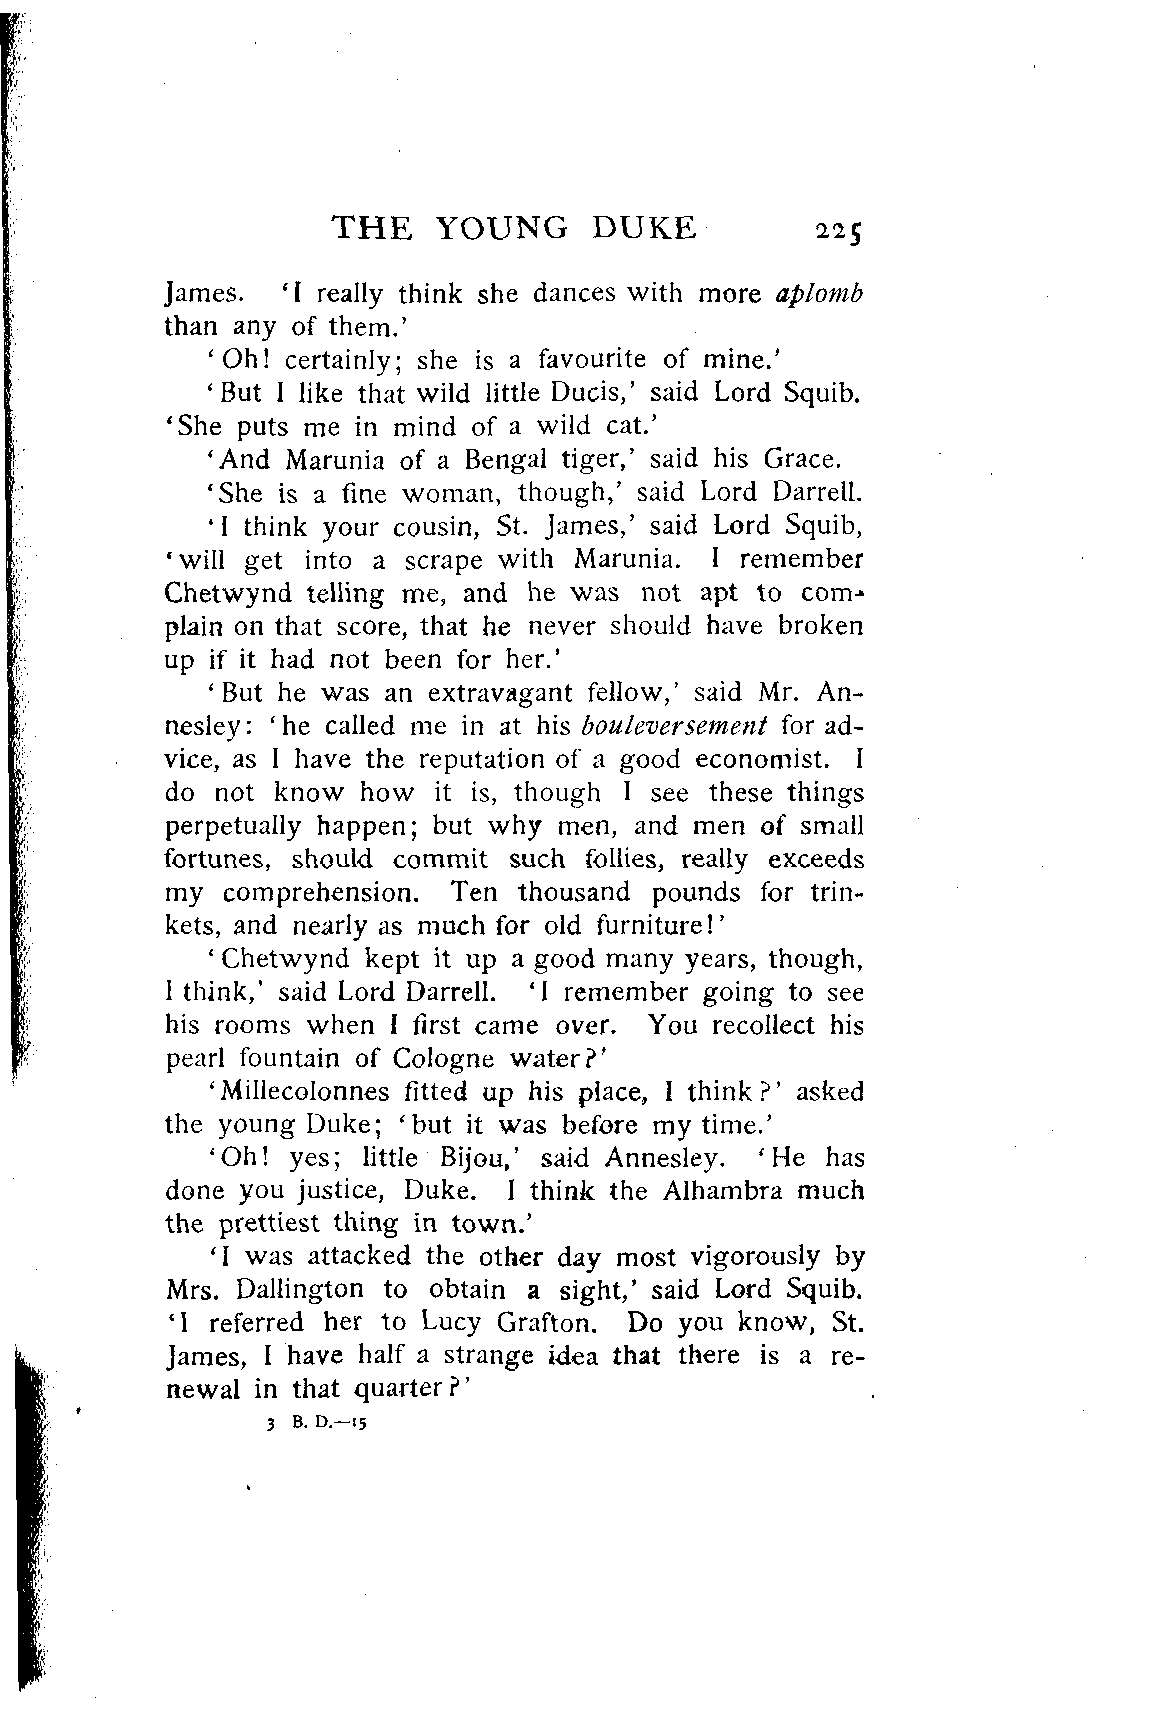 THE YOUNG DUKE 225
James. ‘I really think she dances with more aplomb
than any of them.’
‘Oh! certainly; she is a favourite of mine.’
‘But I like that wild little Ducis,’ said Lord Squib.
‘She puts me in mind of a wild cat.’
‘And Marunia of a Bengal tiger,’ said his Grace.
‘She is a fine woman, though,’ said Lord Darrell.
‘I think your cousin, St. James,’ said Lord Squib,
‘will get into a scrape with Marunia. I remember
Chetwynd telling me, and he was not apt to com-
plain on that score, that he never should have broken
up if it had not been for her.’
‘But he was an extravagant fellow,’ said Mr. An-
nesley: ‘he called me in at his bouleversement for ad-
vice, as I have the reputation of a good economist. I
do not know how it is, though I see these things
perpetually happen; but why men, and men of small
fortunes, should commit such follies, really exceeds
my comprehension. Ten thousand pounds for trin-
kets, and nearly as much for old furniture!’
‘Chetwynd kept it up a good many years, though,
I think,’ said Lord Darrell. ‘I remember going to see
his rooms when I first came over. You recollect his
pearl fountain of Cologne water?’
‘Millecolonnes fitted up his place, I think?’ asked
the young Duke; ‘but it was before my time.’
‘Oh! yes; little Bijou,’ said Annesley. ‘He has
done you justice, Duke. I think the Alhambra much
the prettiest thing in town.’
‘I was attacked the other day most vigorously by
Mrs. Dallington to obtain a sight,’ said Lord Squib.
‘I referred her to Lucy Grafton. Do you know, St.
James, I have half a strange idea that there is a re-
newal in that quarter?’
3 B. D.—15